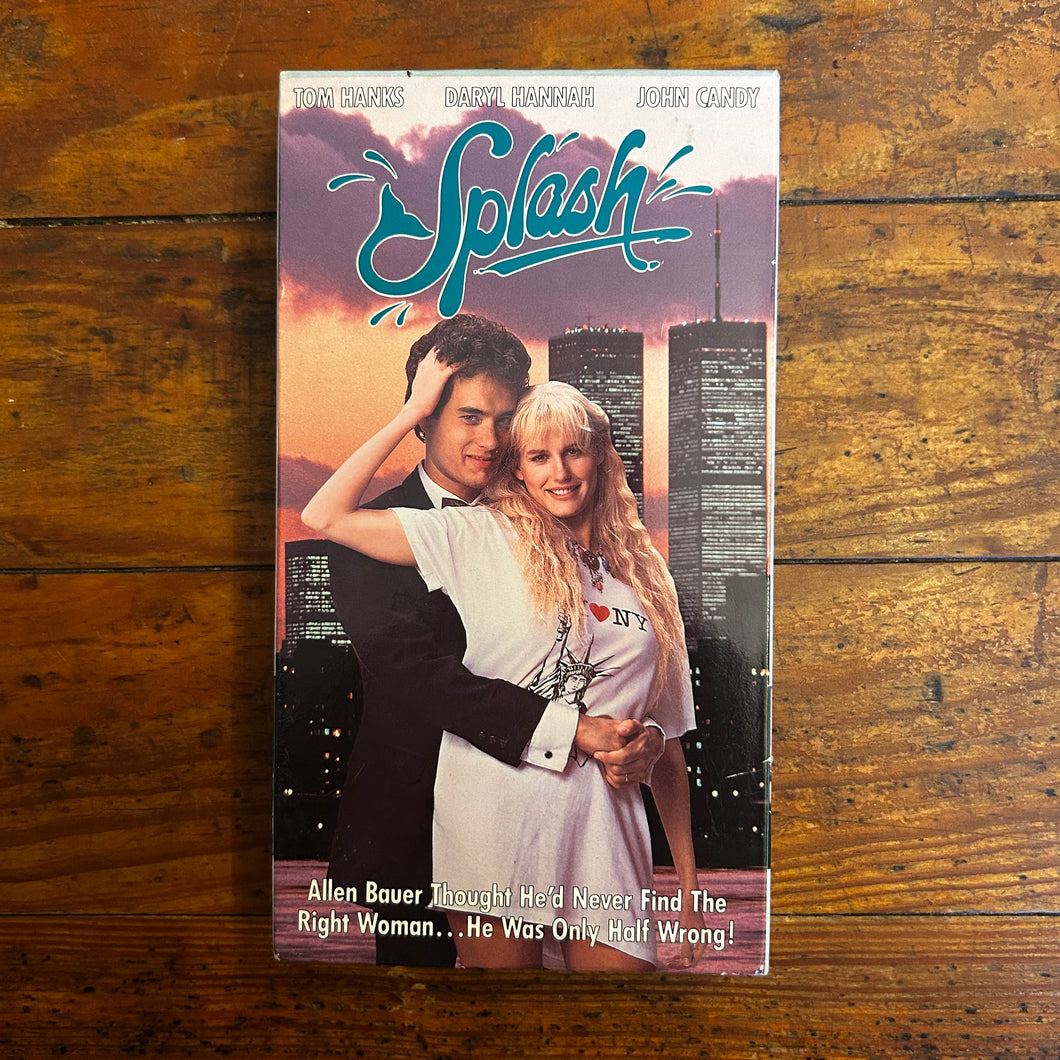 TOM HANKS DARYL HANNAH JOHN CANDY
Splash
I ♥ NY
Allen Bauer Thought He'd Never Find The
Right Woman...He Was Only Half Wrong!